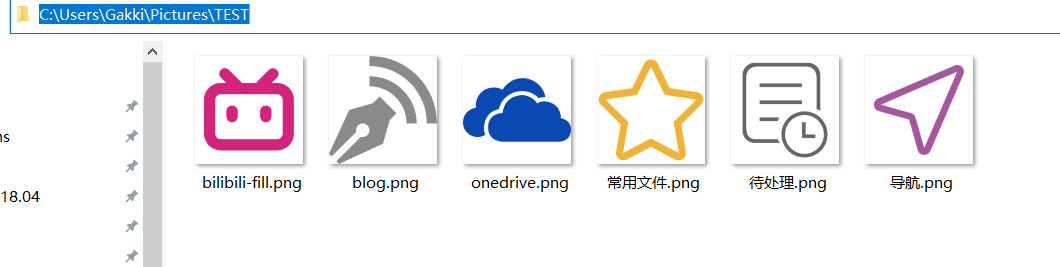 C:\Users\Gakki\Pictures\TEST
ns
18.04
bilibili-fill.png
blog.png
onedrive.png
常用文件.png
待处理.png
导航.png